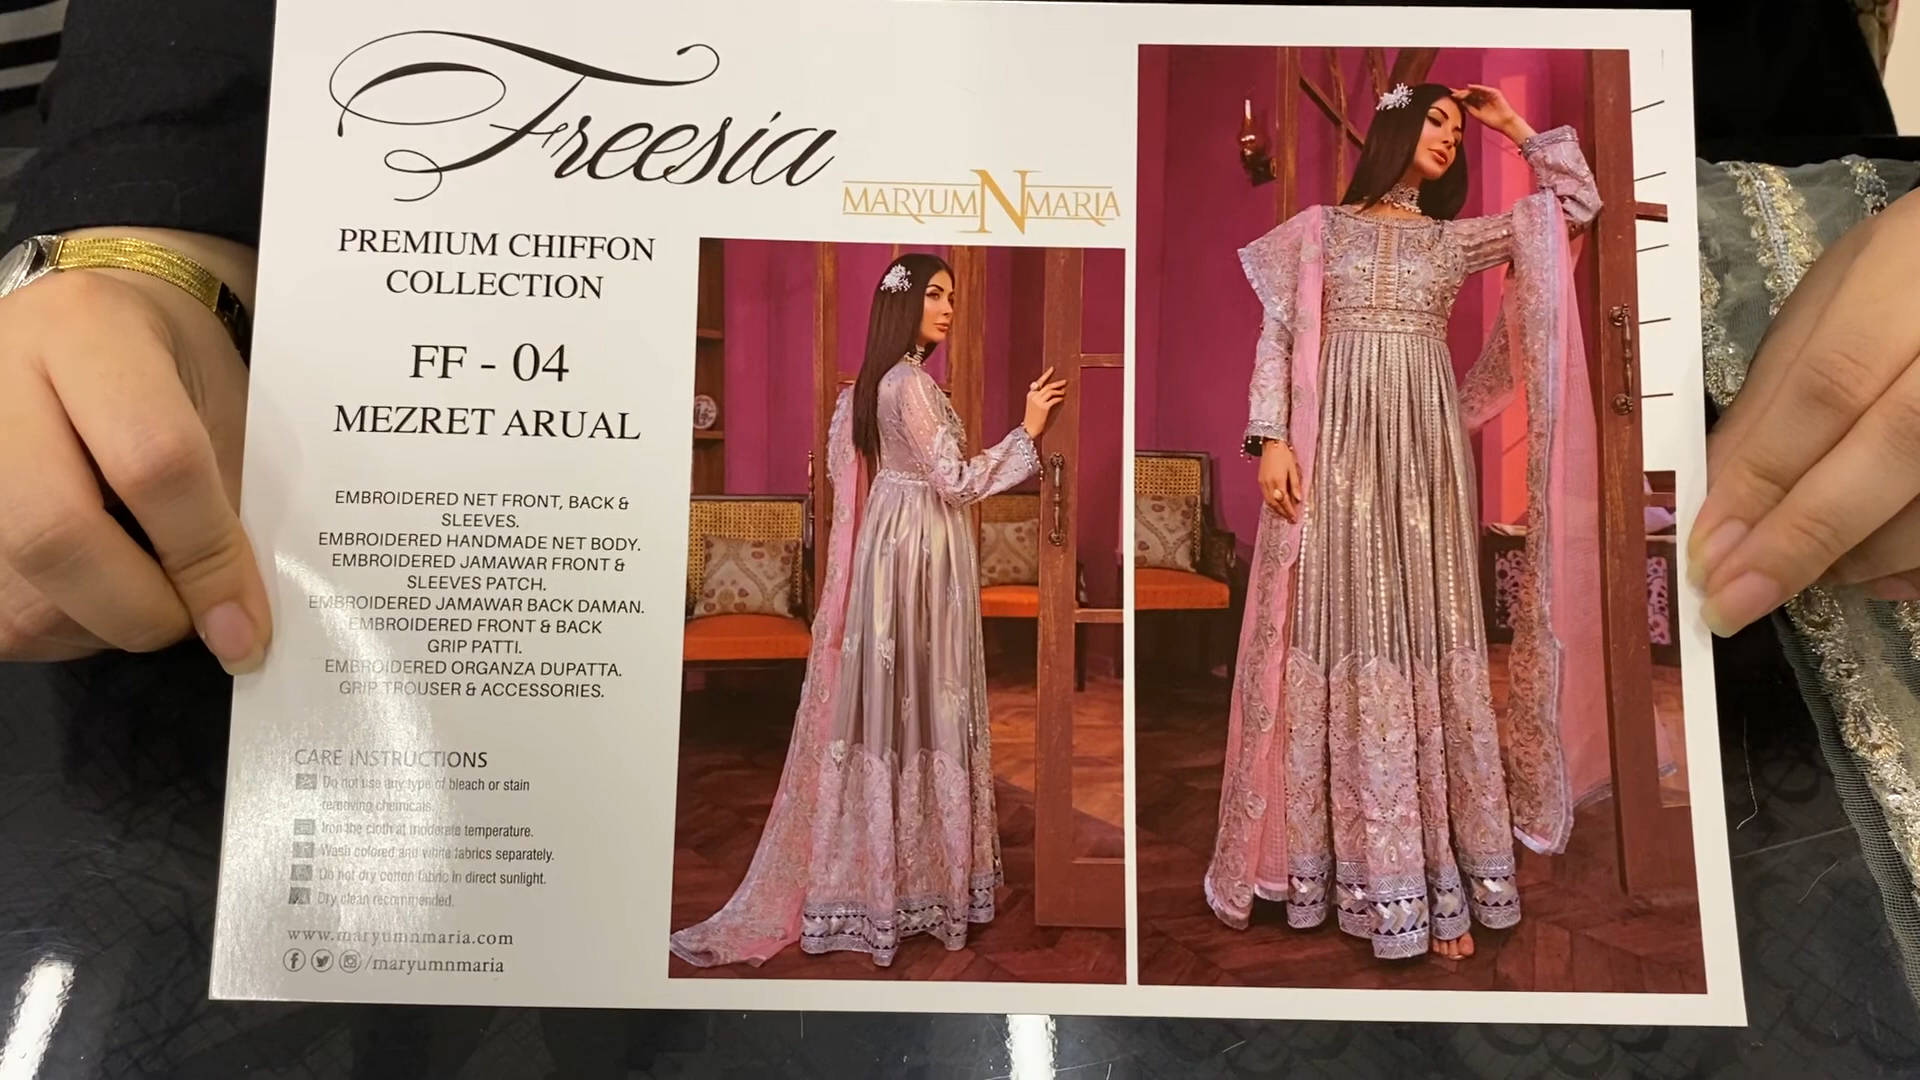 Freesia
MARYUM N MARIA
PREMIUM CHIFFON
COLLECTION
FF - 04
MEZRET ARUAL
EMBROIDERED NET FRONT, BACK &
SLEEVES.
EMBROIDERED HANDMADE NET BODY.
EMBROIDERED JAMAWAR FRONT &
SLEEVES PATCH.
EMBROIDERED JAMAWAR BACK DAMAN.
EMBROIDERED FRONT & BACK
GRIP PATTI.
EMBROIDERED ORGANZA DUPATTA.
GRIP TROUSER & ACCESSORIES.
CARE INSTRUCTIONS
Do not use any type of bleach or stain
removing chemicals.
Iron the cloth at moderate temperature.
Wash colored and white fabrics separately.
Do not dry cotton fabric in direct sunlight.
Dry clean recommended.
www.maryumnmaria.com
/maryumnmaria